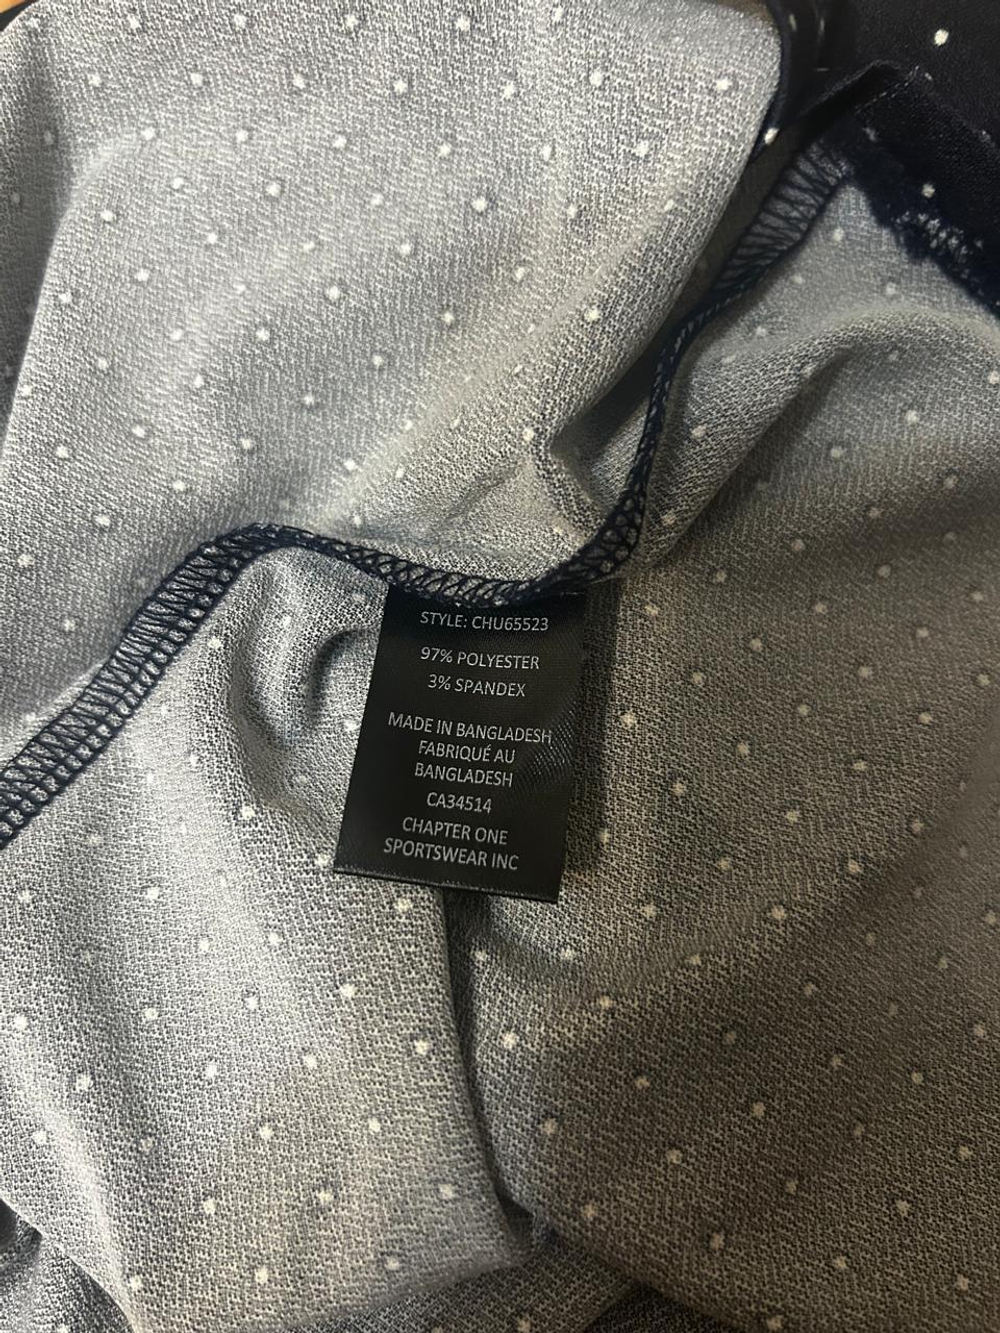 STYLE: CHU65523
97% POLYESTER
3% SPANDEX
MADE IN BANGLADESH
FABRIQUÉ AU
BANGLADESH
CA34514
CHAPTER ONE
SPORTSWEAR INC